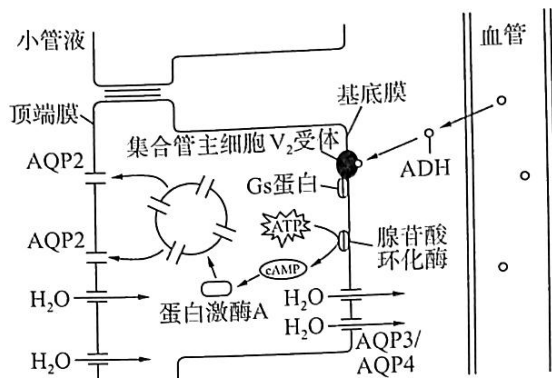 小管液
血管
顶端膜
基底膜
集合管主细胞V₂受体
AQP2
ADH
Gs蛋白
ATP
AQP2
腺苷酸
环化酶
cAMP
H₂O
蛋白激酶A
H₂O
H₂O
AQP3/
AQP4
H₂O